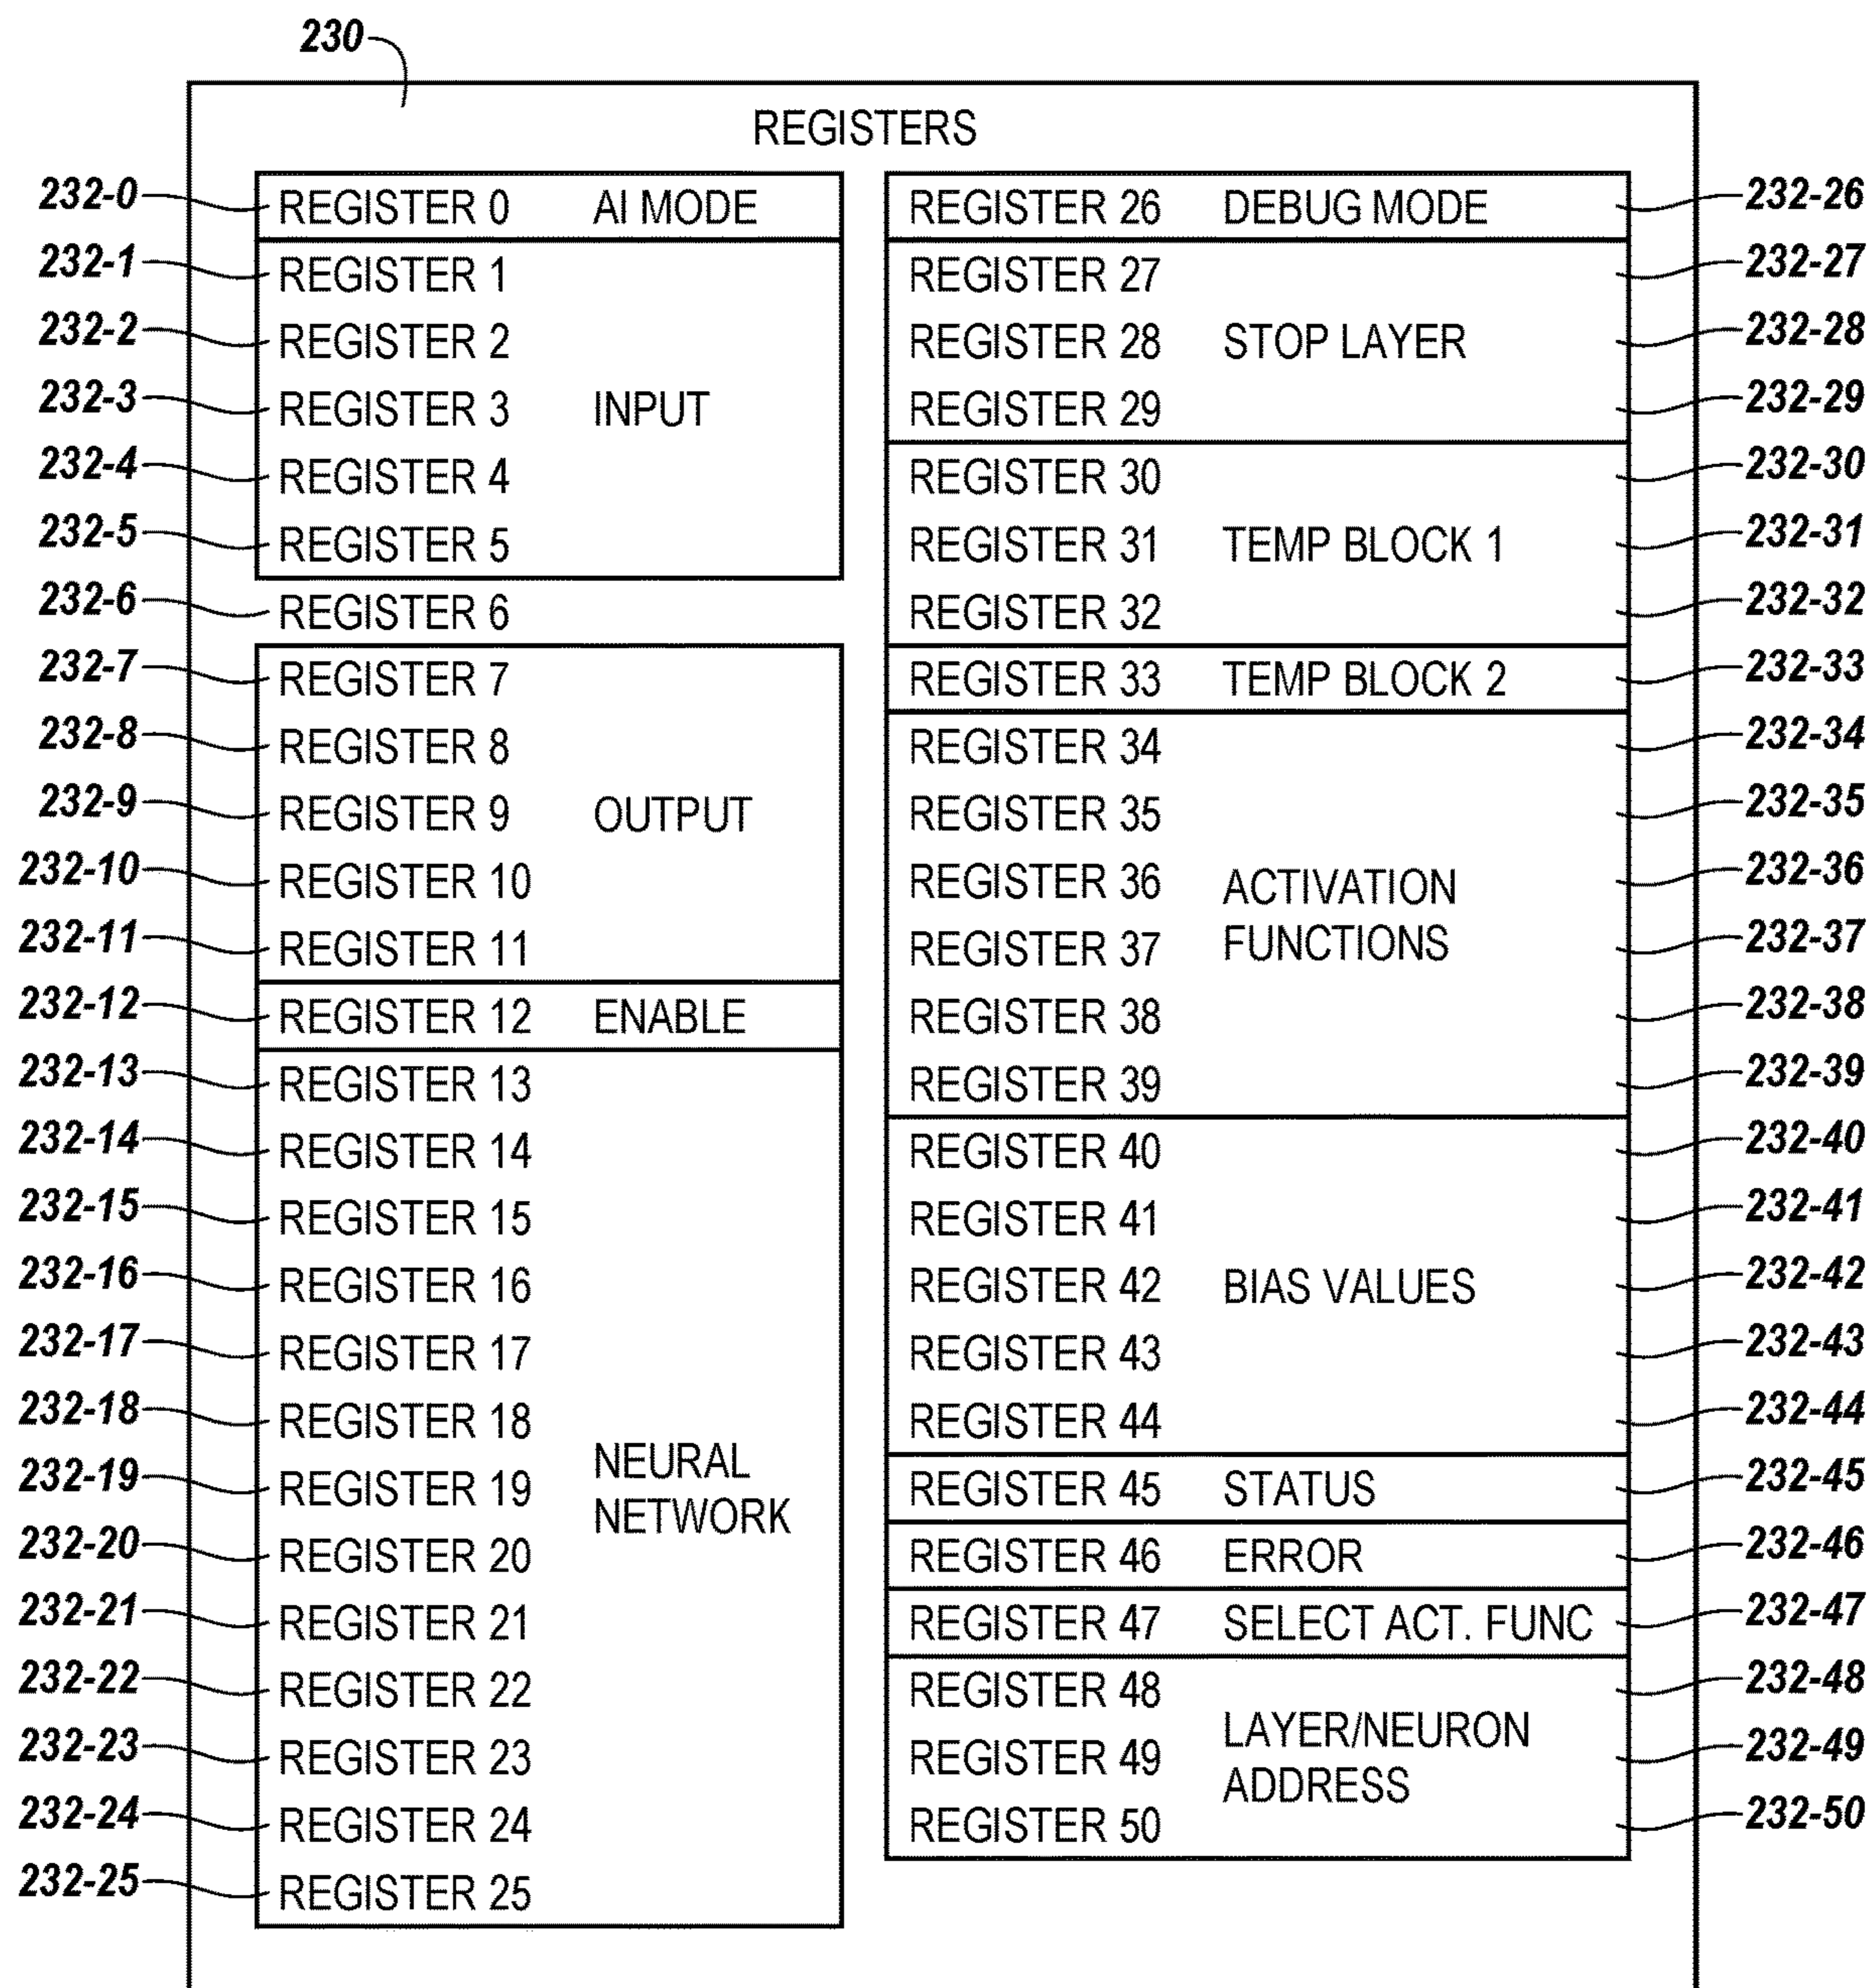 230
REGISTERS
232-0 REGISTER 0 AI MODE
232-1 REGISTER 1
232-2 REGISTER 2
232-3 REGISTER 3 INPUT
232-4 REGISTER 4
232-5 REGISTER 5
232-6 REGISTER 6
232-7 REGISTER 7
232-8 REGISTER 8
232-9 REGISTER 9 OUTPUT
232-10 REGISTER 10
232-11 REGISTER 11
232-12 REGISTER 12 ENABLE
232-13 REGISTER 13
232-14 REGISTER 14
232-15 REGISTER 15
232-16 REGISTER 16
232-17 REGISTER 17
232-18 REGISTER 18
NEURAL
232-19 REGISTER 19
NETWORK
232-20 REGISTER 20
232-21 REGISTER 21
232-22 REGISTER 22
232-23 REGISTER 23
232-24 REGISTER 24
232-25 REGISTER 25
REGISTER 26 DEBUG MODE 232-26
REGISTER 27 232-27
REGISTER 28 STOP LAYER 232-28
REGISTER 29 232-29
REGISTER 30 232-30
REGISTER 31 TEMP BLOCK 1 232-31
REGISTER 32 232-32
REGISTER 33 TEMP BLOCK 2 232-33
REGISTER 34 232-34
REGISTER 35 232-35
REGISTER 36 ACTIVATION 232-36
REGISTER 37 FUNCTIONS 232-37
REGISTER 38 232-38
REGISTER 39 232-39
REGISTER 40 232-40
REGISTER 41 232-41
REGISTER 42 BIAS VALUES 232-42
REGISTER 43 232-43
REGISTER 44 232-44
REGISTER 45 STATUS 232-45
REGISTER 46 ERROR 232-46
REGISTER 47 SELECT ACT. FUNC 232-47
REGISTER 48 232-48
LAYER/NEURON
REGISTER 49 232-49
ADDRESS
REGISTER 50 232-50